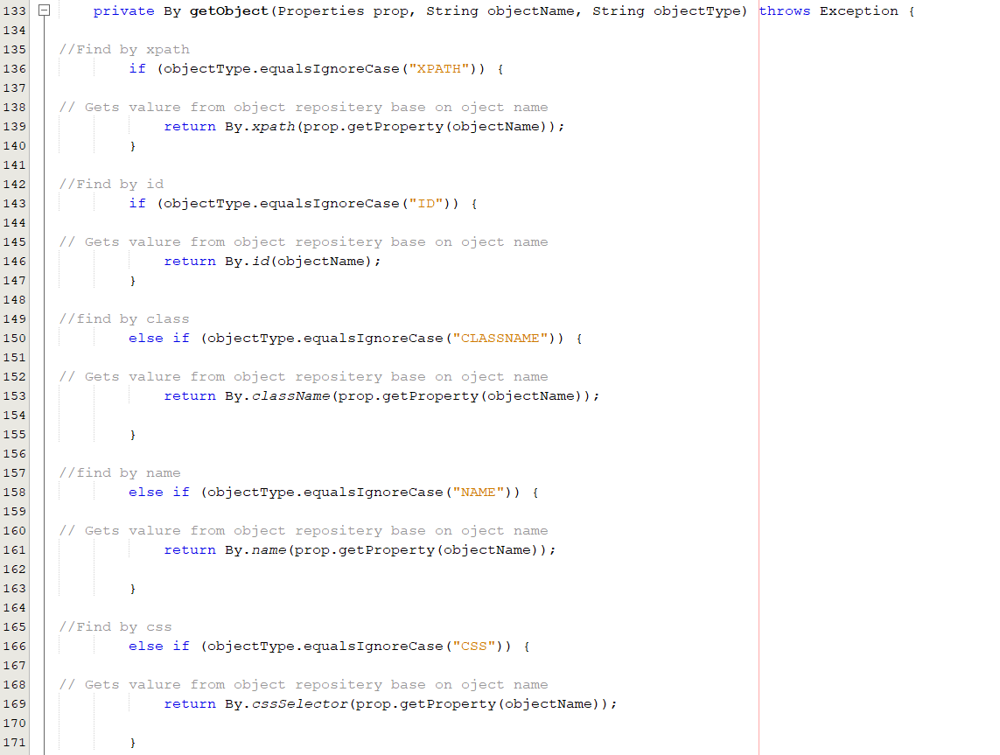 133 private By getObject(Properties prop, String objectName, String objectType) throws Exception {
134
135 //Find by xpath
136 if (objectType.equalsIgnoreCase("XPATH")) {
137
138 // Gets valure from object repositery base on oject name
139 return By.xpath(prop.getProperty(objectName));
140 }
141
142 //Find by id
143 if (objectType.equalsIgnoreCase("ID")) {
144
145 // Gets valure from object repositery base on oject name
146 return By.id(objectName);
147 }
148
149 //find by class
150 else if (objectType.equalsIgnoreCase("CLASSNAME")) {
151
152 // Gets valure from object repositery base on oject name
153 return By.className(prop.getProperty(objectName));
154
155 }
156
157 //find by name
158 else if (objectType.equalsIgnoreCase("NAME")) {
159
160 // Gets valure from object repositery base on oject name
161 return By.name(prop.getProperty(objectName));
162
163 }
164
165 //Find by css
166 else if (objectType.equalsIgnoreCase("CSS")) {
167
168 // Gets valure from object repositery base on oject name
169 return By.cssSelector(prop.getProperty(objectName));
170
171 }